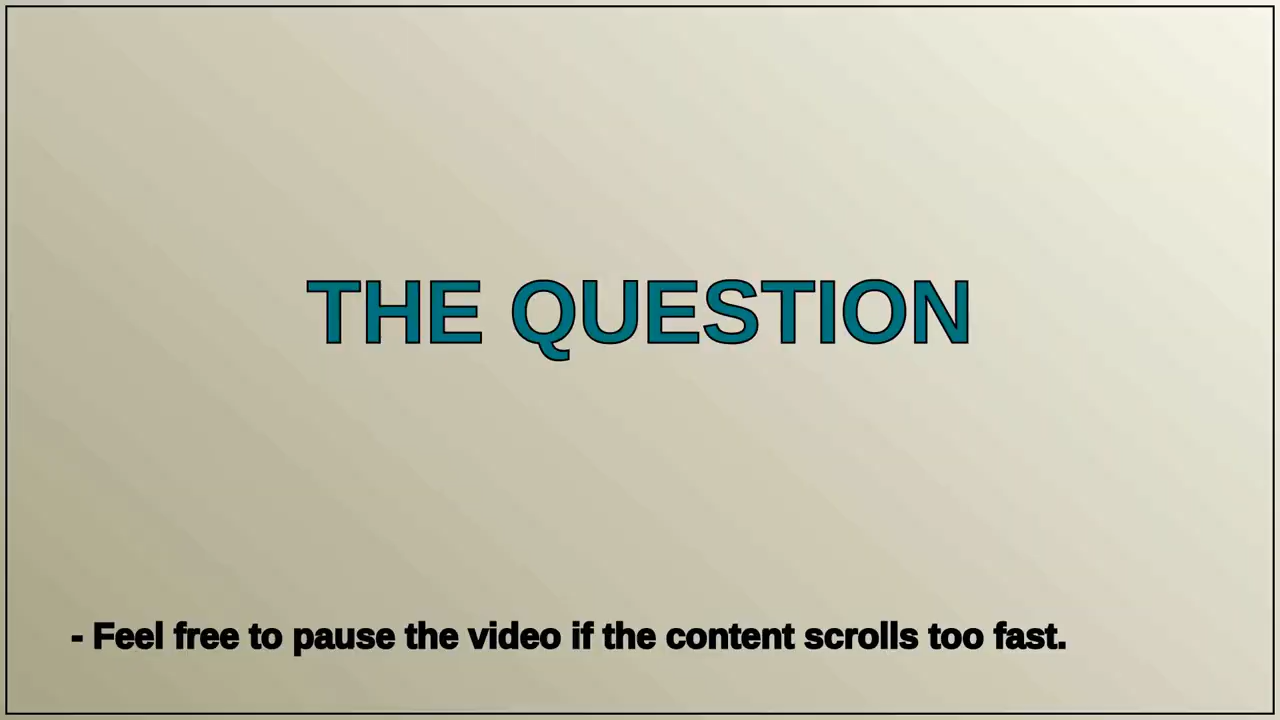 THE QUESTION
- Feel free to pause the video if the content scrolls too fast.